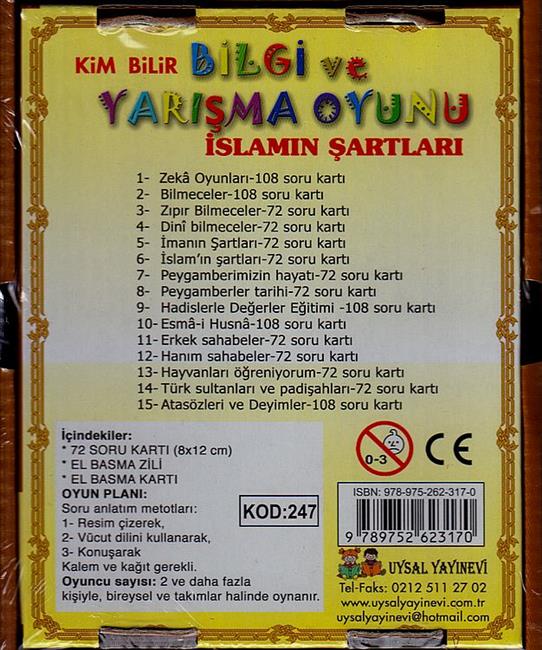 KİM BİLİR BİLGİ ve
YARIŞMA OYUNU
İSLAMIN ŞARTLARI
1- Zekâ Oyunları-108 soru kartı
2- Bilmeceler-108 soru kartı
3- Zıpır Bilmeceler-72 soru kartı
4- Dinî bilmeceler-72 soru kartı
5- İmanın Şartları-72 soru kartı
6- İslam'ın şartları-72 soru kartı
7- Peygamberimizin hayatı-72 soru kartı
8- Peygamberler tarihi-72 soru kartı
9- Hadislerle Değerler Eğitimi -108 soru kartı
10- Esmâ-i Husnâ-108 soru kartı
11- Erkek sahabeler-72 soru kartı
12- Hanım sahabeler-72 soru kartı
13- Hayvanları öğreniyorum-72 soru kartı
14- Türk sultanları ve padişahları-72 soru kartı
15- Atasözleri ve Deyimler-108 soru kartı
İçindekiler:
* 72 SORU KARTI (8x12 cm)
* EL BASMA ZİLİ
* EL BASMA KARTI
OYUN PLANI:
Soru anlatım metotları:
1- Resim çizerek,
2- Vücut dilini kullanarak,
3- Konuşarak
Kalem ve kağıt gerekli.
Oyuncu sayısı: 2 ve daha fazla
kişiyle, bireysel ve takımlar halinde oynanır.
KOD:247
0-3
CE
ISBN: 978-975-262-317-0
9 789752 623170
UYSAL YAYINEVİ
Tel-Faks: 0212 511 27 02
www.uysalyayinevi.com.tr
uysalyayinevi@hotmail.com